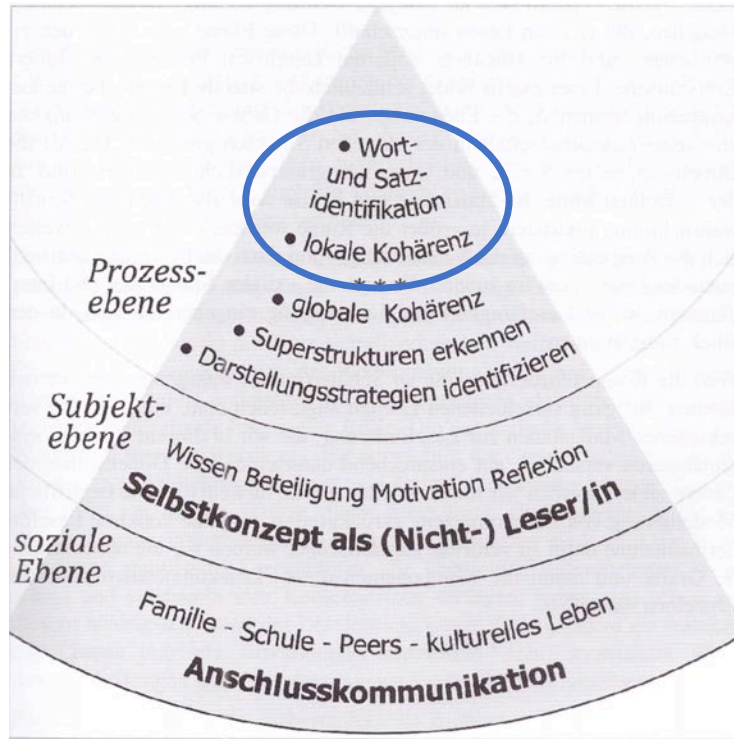 • Wort-
und Satz-
identifikation
• lokale Kohärenz
* * *
Prozess-
ebene
• globale Kohärenz
• Superstrukturen erkennen
• Darstellungsstrategien identifizieren
Subjekt-
ebene
Wissen Beteiligung Motivation Reflexion
Selbstkonzept als (Nicht-) Leser/in
soziale
Ebene
Familie - Schule - Peers - kulturelles Leben
Anschlusskommunikation